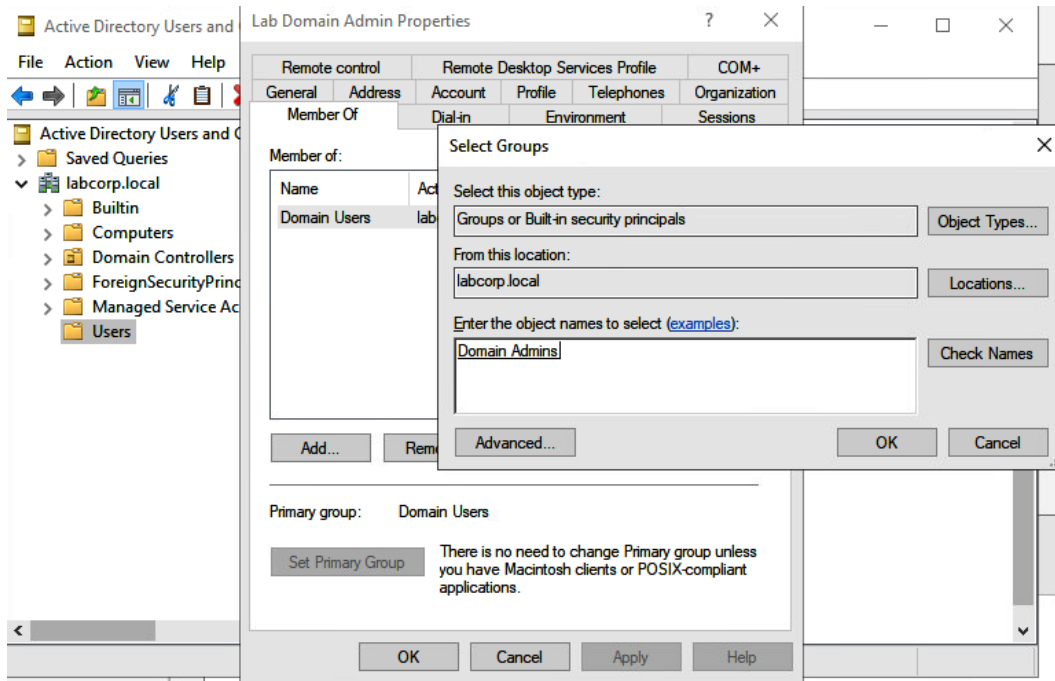 Active Directory Users and
File Action View Help
Active Directory Users and
Saved Queries
labcorp.local
Builtin
Computers
Domain Controllers
ForeignSecurityPrinc
Managed Service Ac
Users
Lab Domain Admin Properties
Remote control Remote Desktop Services Profile COM+
General Address Account Profile Telephones Organization
Member Of Dial-in Environment Sessions
Member of:
Name Act
Domain Users lab
Add... Rem
Primary group: Domain Users
Set Primary Group
There is no need to change Primary group unless
you have Macintosh clients or POSIX-compliant
applications.
OK Cancel Apply Help
Select Groups
Select this object type:
Groups or Built-in security principals Object Types...
From this location:
labcorp.local Locations...
Enter the object names to select (examples):
Domain Admins Check Names
Advanced... OK Cancel